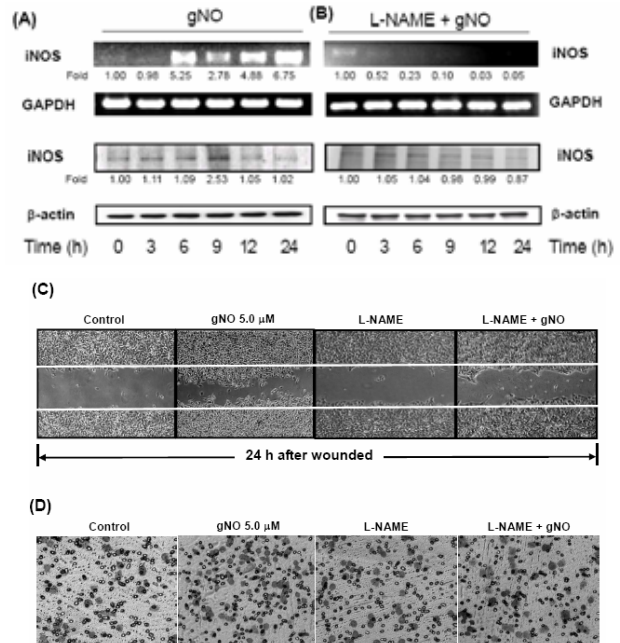 (A) gNO (B) L-NAME + gNO
iNOS iNOS
Fold 1.00 0.98 5.25 2.78 4.88 6.75 1.00 0.52 0.23 0.10 0.03 0.05
GAPDH GAPDH
iNOS iNOS
Fold 1.00 1.11 1.09 2.53 1.05 1.02 1.00 1.05 1.04 0.98 0.99 0.87
β-actin β-actin
Time (h) 0 3 6 9 12 24 0 3 6 9 12 24 Time (h)
(C)
Control gNO 5.0 µM L-NAME L-NAME + gNO
24 h after wounded
(D)
Control gNO 5.0 µM L-NAME L-NAME + gNO